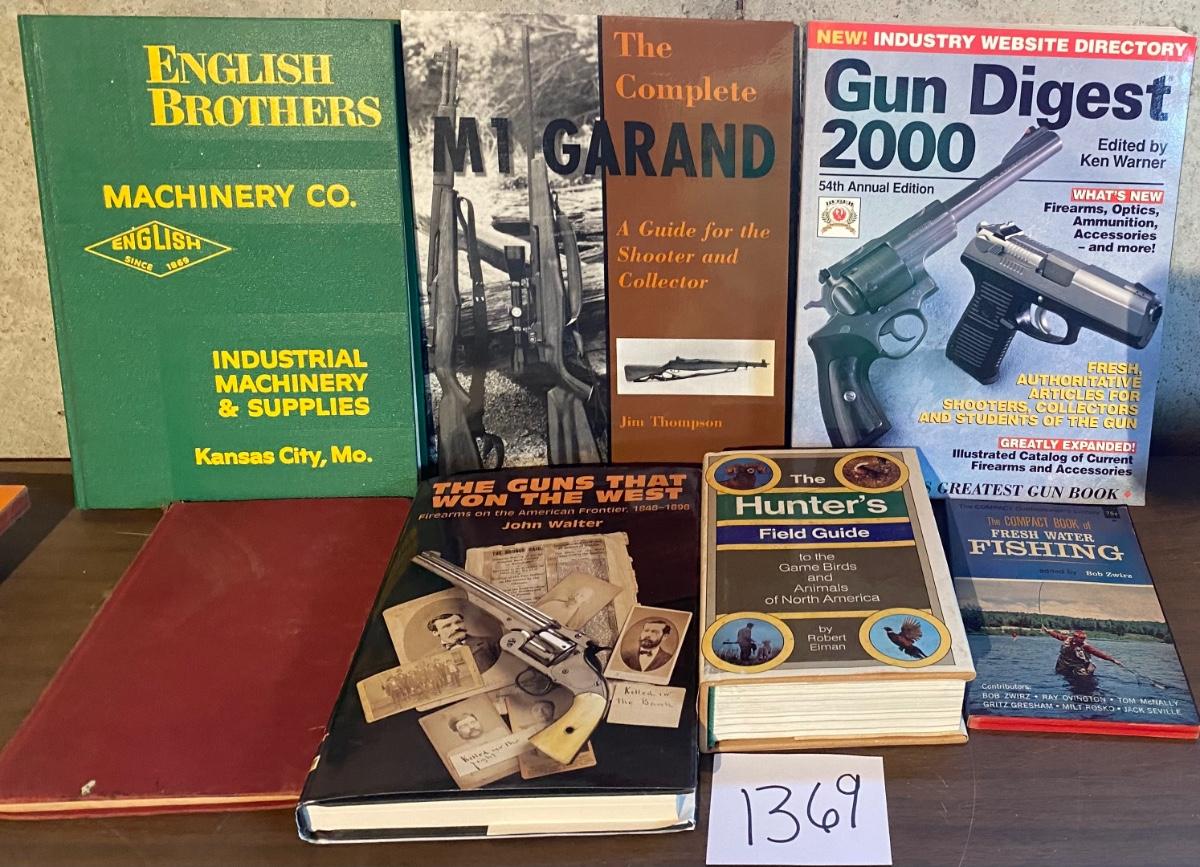 ENGLISH
BROTHERS
MACHINERY CO.
ENGLISH
SINCE 1869
INDUSTRIAL
MACHINERY
& SUPPLIES
Kansas City, Mo.
The
Complete
M1 GARAND
A Guide for the
Shooter and
Collector
Jim Thompson
NEW! INDUSTRY WEBSITE DIRECTORY
Gun Digest
2000
Edited by
Ken Warner
54th Annual Edition
WHAT'S NEW
Firearms, Optics,
Ammunition,
Accessories
– and more!
FRESH,
AUTHORITATIVE
ARTICLES FOR
SHOOTERS, COLLECTORS
AND STUDENTS OF THE GUN
GREATLY EXPANDED!
Illustrated Catalog of Current
Firearms and Accessories
GREATEST GUN BOOK
THE GUNS THAT
WON THE WEST
Firearms on the American Frontier, 1848–1898
John Walter
Killed in
The Bank
The
Hunter's
Field Guide
to the
Game Birds
and
Animals
of North America
by
Robert
Elman
The COMPACT BOOK of
FRESH WATER
FISHING
edited by Bob Zwirz
Contributors:
BOB ZWIRZ • RAY OVINGTON • TOM McNALLY
GRITZ GRESHAM • MILT ROSKO • JACK SEVILLE
1369